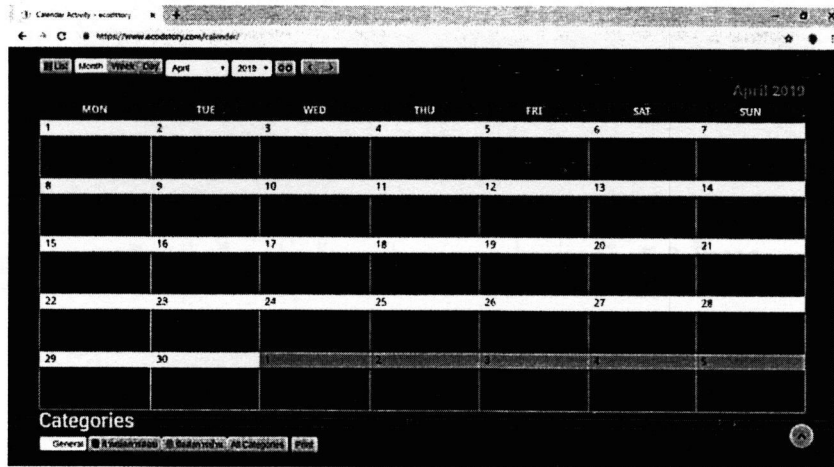 Calendar Activity - ecodstory
https://www.ecodstory.com/calendar/
List Month Week Day April 2019 GO < >
April 2019
MON TUE WED THU FRI SAT SUN
1 2 3 4 5 6 7
8 9 10 11 12 13 14
15 16 17 18 19 20 21
22 23 24 25 26 27 28
29 30 1 2 3 4 5
Categories
General All Categories Print